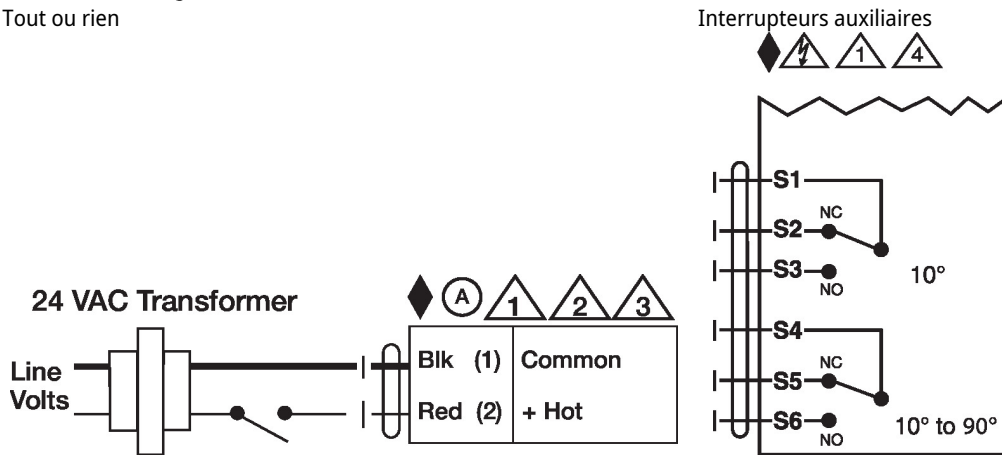 Tout ou rien
Interrupteurs auxiliaires
1
4
S1
S2
NC
S3
NO
10°
S4
S5
NC
S6
NO
10° to 90°
24 VAC Transformer
A
1
2
3
Line
Volts
Blk (1) Common
Red (2) + Hot